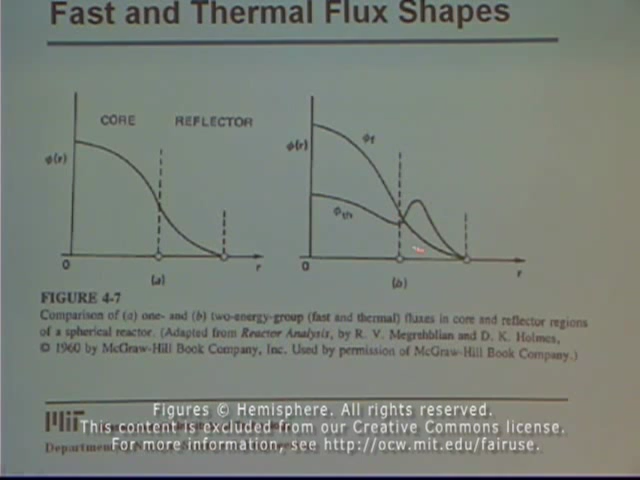 Fast and Thermal Flux Shapes
CORE REFLECTOR
ϕ(r)
0
r
(a)
ϕ(r)
ϕf
ϕth
0
r
(b)
FIGURE 4-7
Comparison of (a) one- and (b) two-energy-group (fast and thermal) fluxes in core and reflector regions
of a spherical reactor. (Adapted from Reactor Analysis, by R. V. Megrehblian and D. K. Holmes,
© 1960 by McGraw-Hill Book Company, Inc. Used by permission of McGraw-Hill Book Company.)
MIT
Figures © Hemisphere. All rights reserved.
This content is excluded from our Creative Commons license.
For more information, see http://ocw.mit.edu/fairuse.